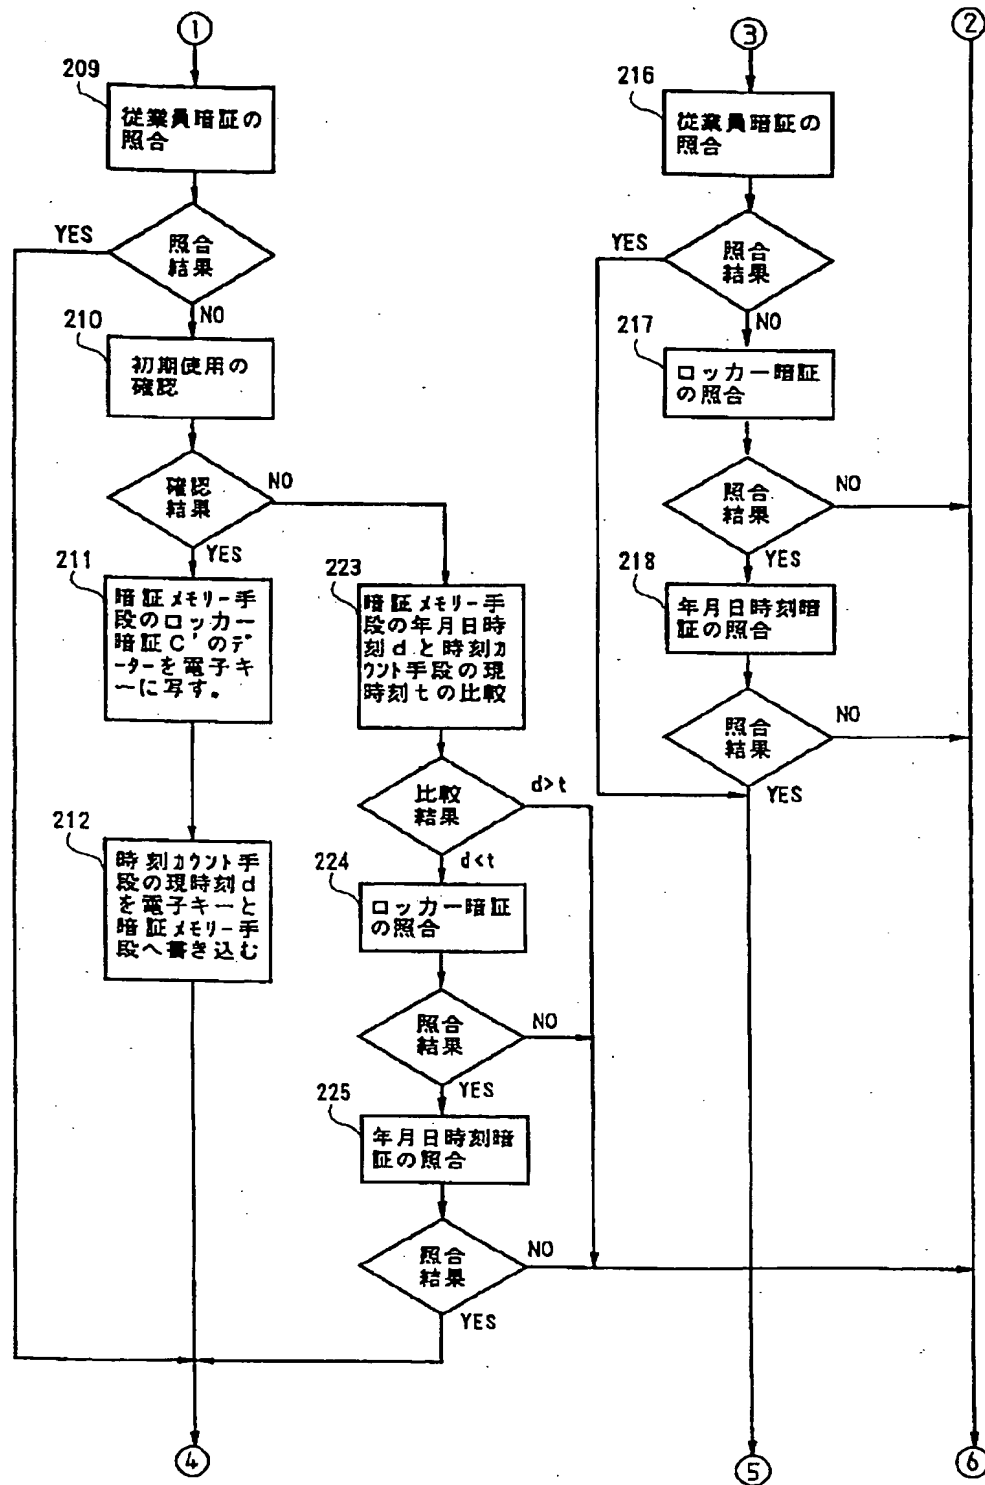 ①
209
従業員暗証の
照合
YES
照合
結果
NO
210
初期使用の
確認
確認
結果
NO
YES
211
暗証メモリー手
段のロッカー
暗証C'のデ
ーターを電子キ
ーに写す。
212
時刻カウント手
段の現時刻d
を電子キーと
暗証メモリー手
段へ書き込む
223
暗証メモリー手
段の年月日時
刻dと時刻カ
ウント手段の現
時刻tの比較
比較
結果
d>t
d<t
224
ロッカー暗証
の照合
照合
結果
NO
YES
225
年月日時刻暗
証の照合
照合
結果
NO
YES
④
③
216
従業員暗証の
照合
YES
照合
結果
NO
217
ロッカー暗証
の照合
照合
結果
NO
YES
218
年月日時刻暗
証の照合
照合
結果
NO
YES
⑤
②
⑥